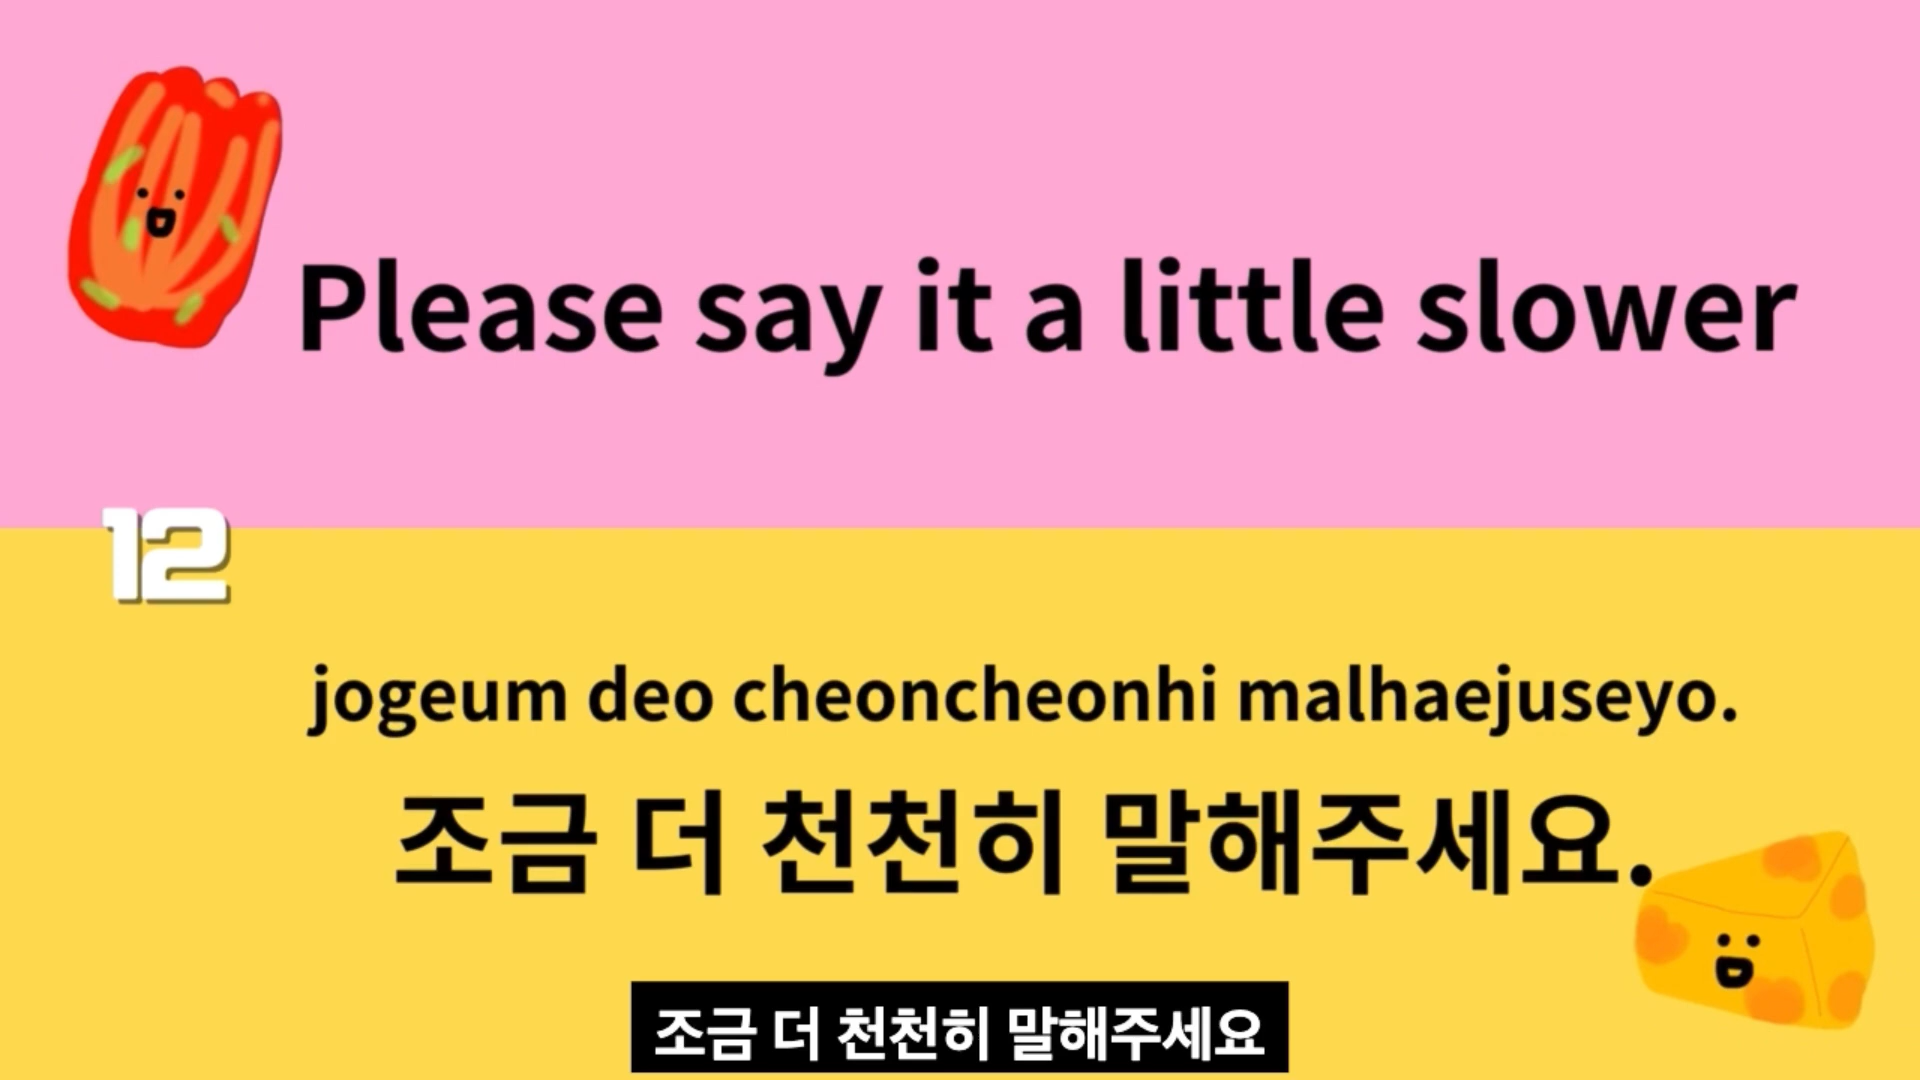 Please say it a little slower
12
jogeum deo cheoncheonhi malhaejuseyo.
조금 더 천천히 말해주세요.
조금 더 천천히 말해주세요